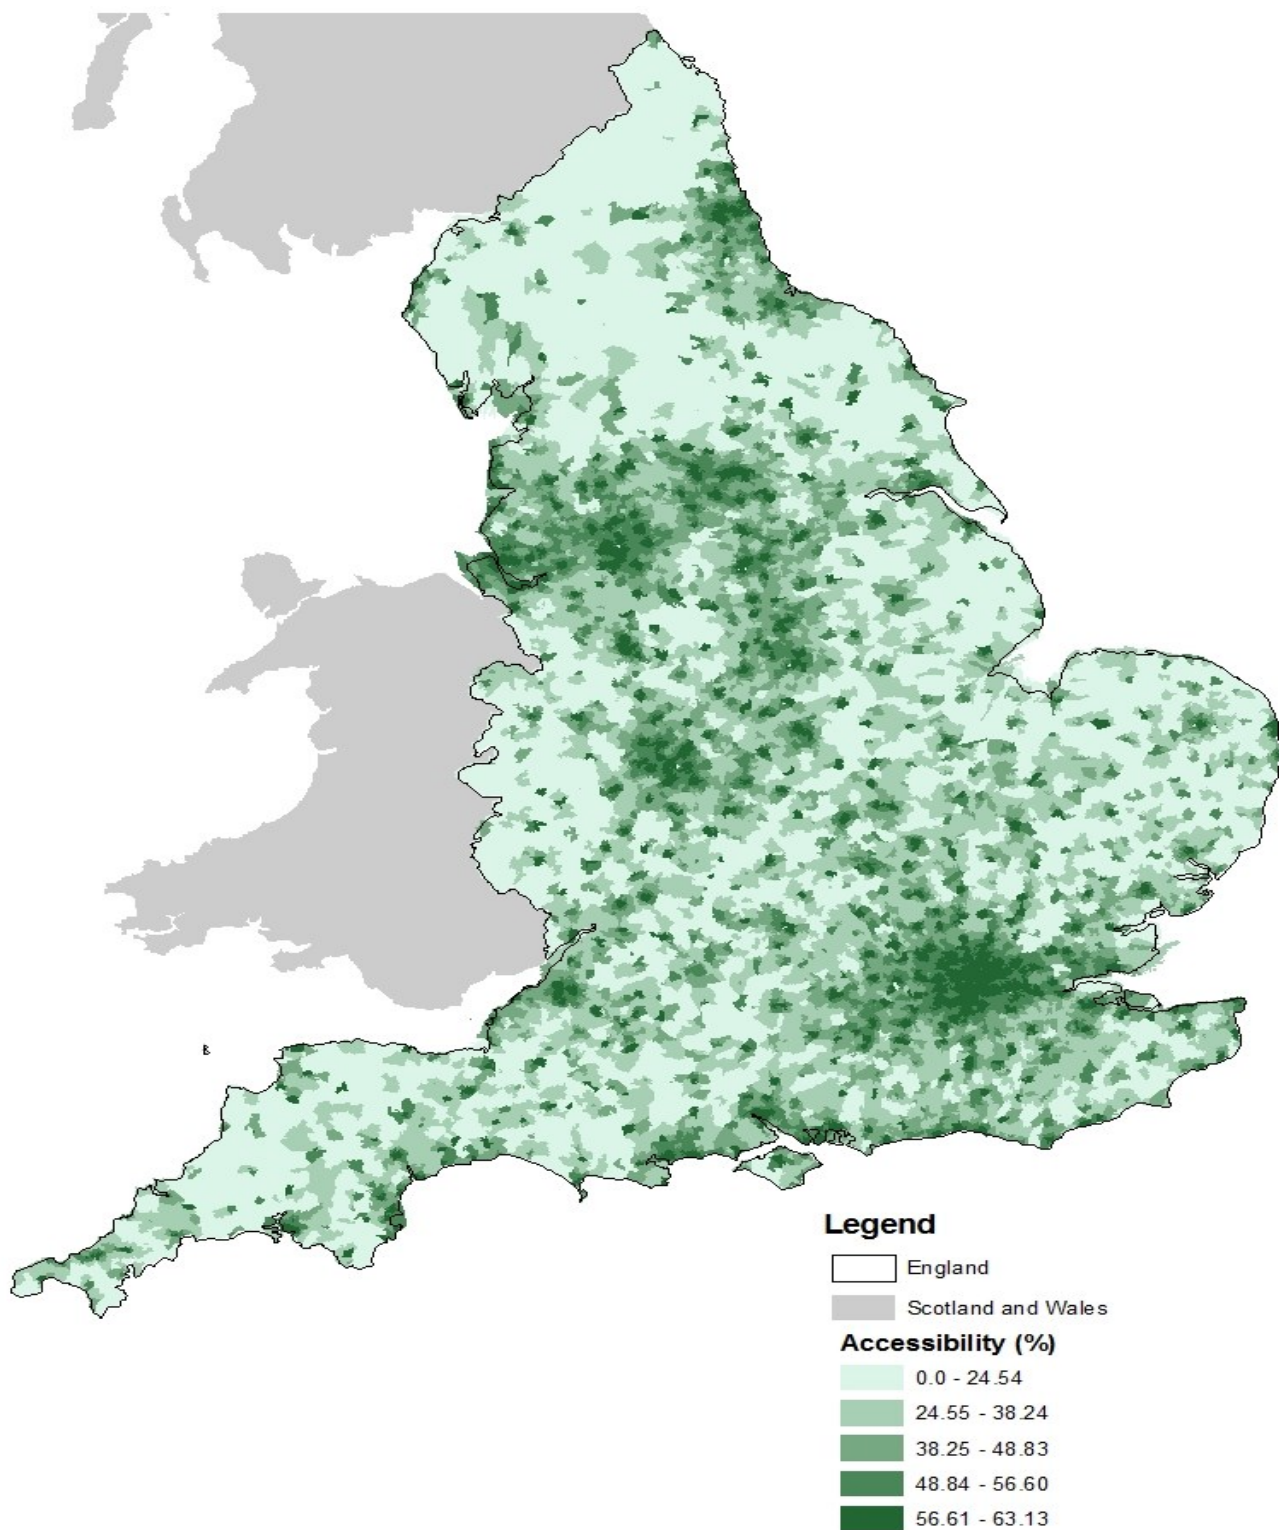 Legend
England
Scotland and Wales
Accessibility (%)
0.0 - 24.54
24.55 - 38.24
38.25 - 48.83
48.84 - 56.60
56.61 - 63.13